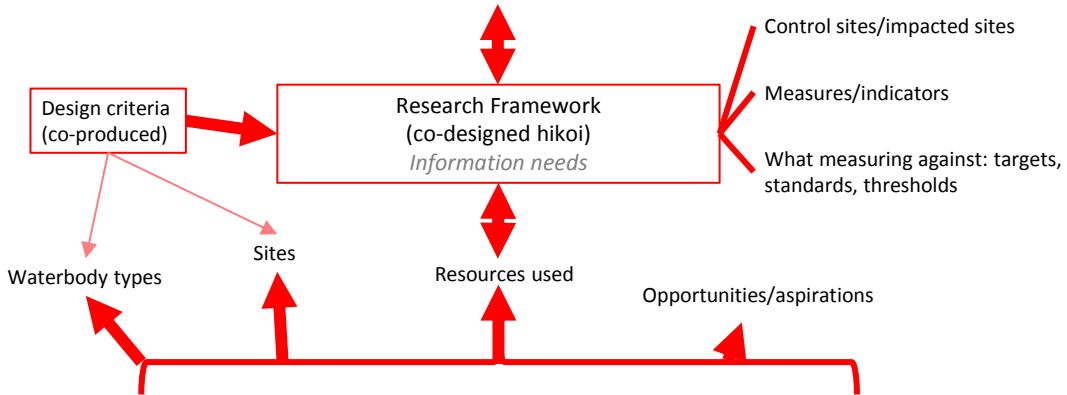 Control sites/impacted sites
Design criteria
(co-produced)
Research Framework
(co-designed hikoi)
Information needs
Measures/indicators
What measuring against: targets,
standards, thresholds
Waterbody types
Sites
Resources used
Opportunities/aspirations